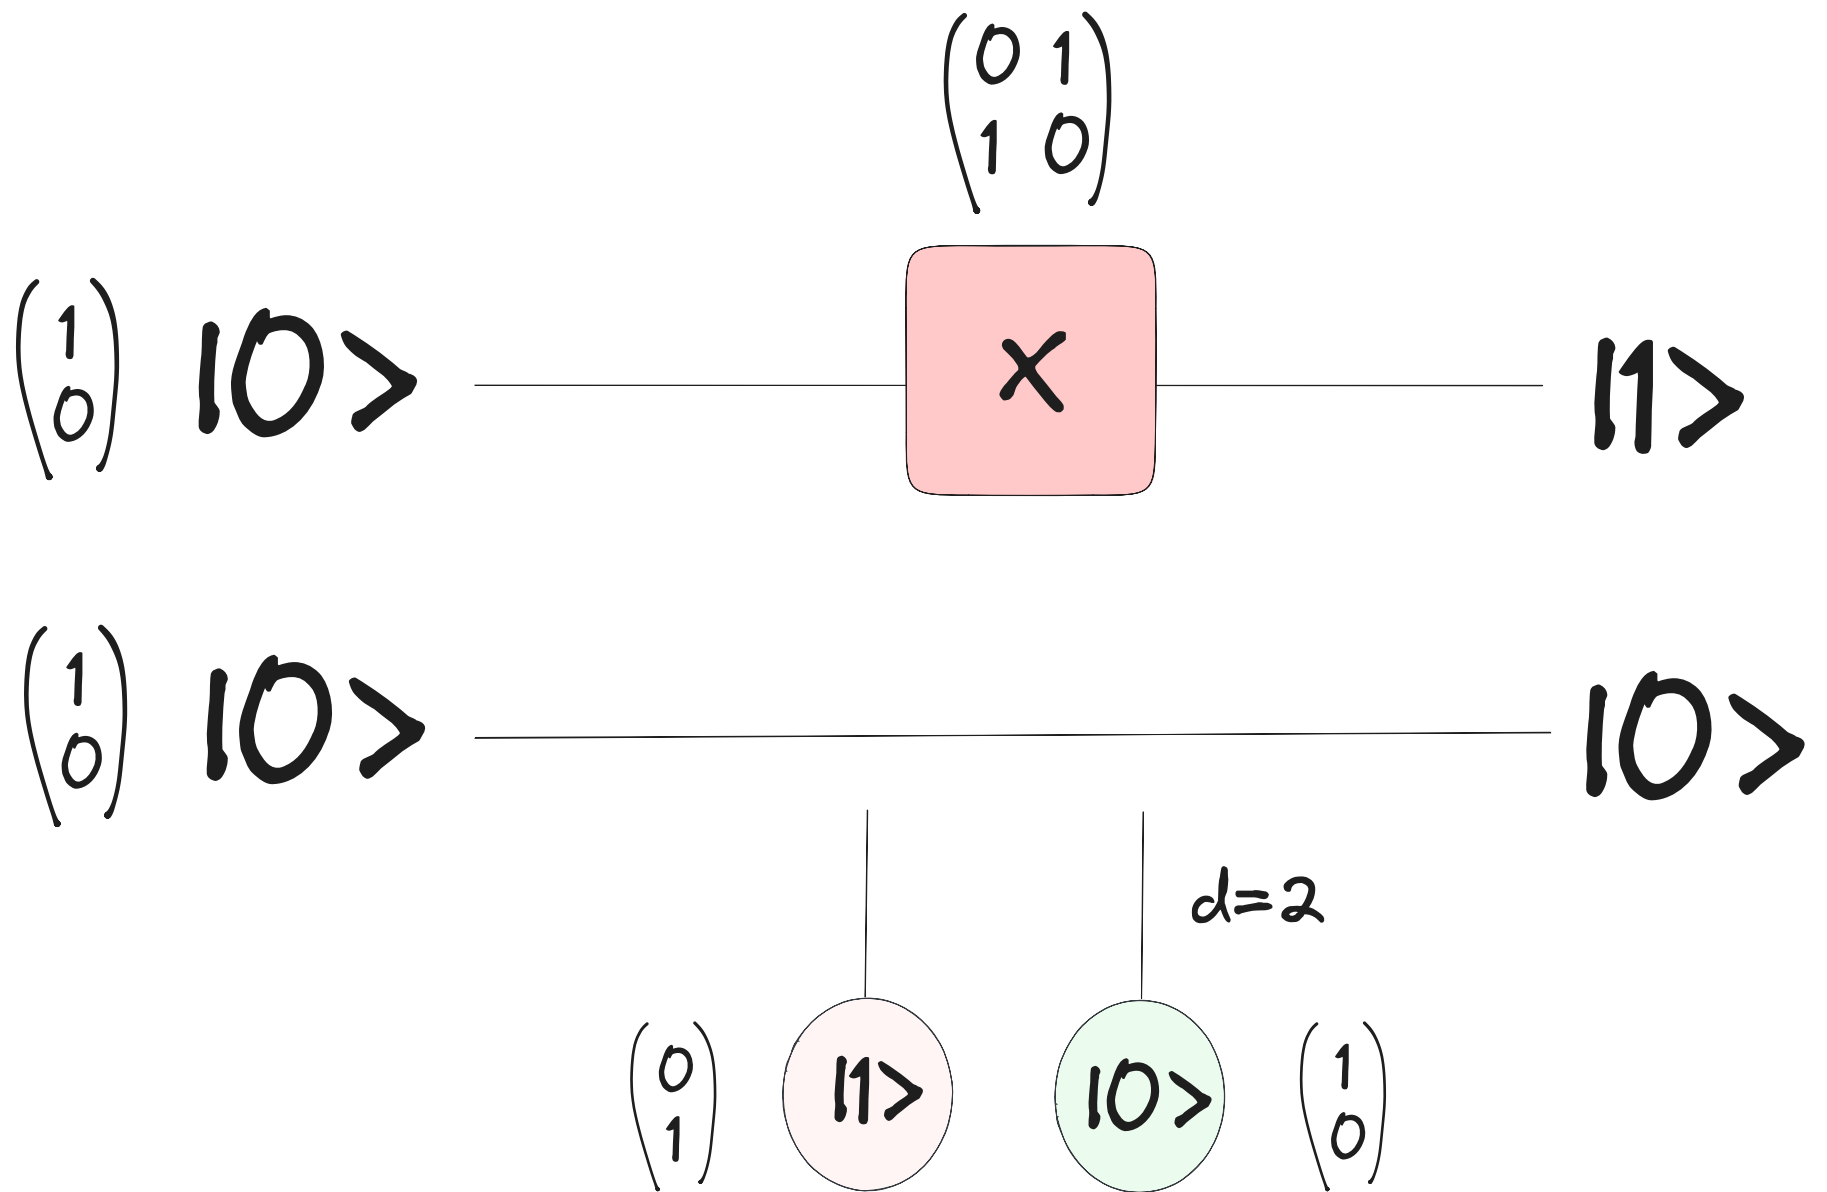 (0 1
1 0)
(1
0) |0> X |1>
(1
0) |0> |0>
d=2
(0
1) |1> |0> (1
0)